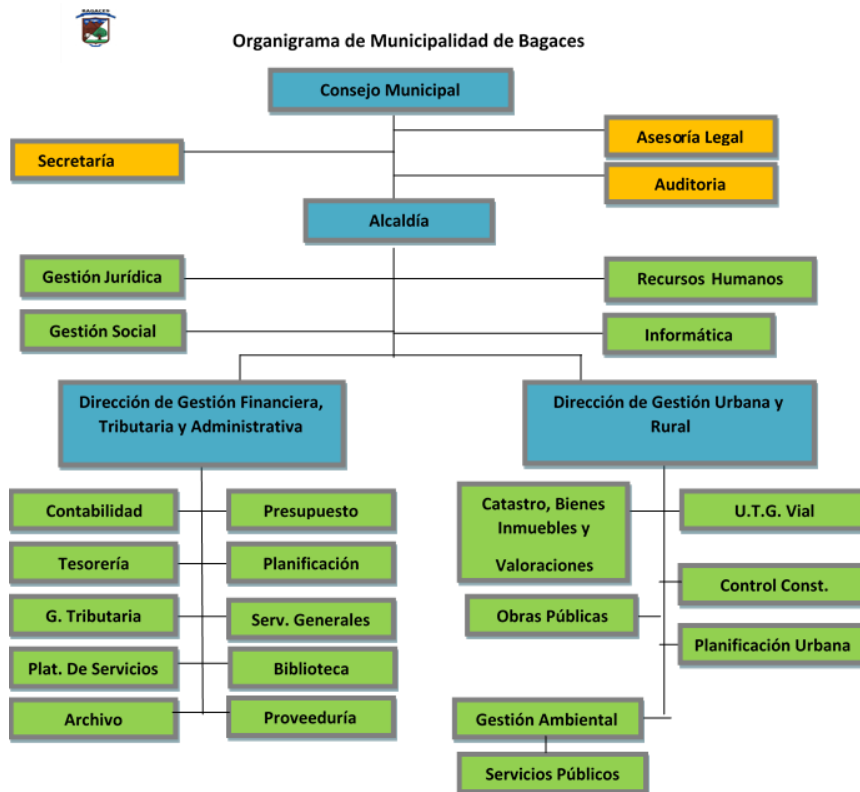 BAGACES
Organigrama de Municipalidad de Bagaces
Consejo Municipal
Asesoría Legal
Secretaría
Auditoria
Alcaldía
Gestión Jurídica
Recursos Humanos
Gestión Social
Informática
Dirección de Gestión Financiera,
Tributaria y Administrativa
Dirección de Gestión Urbana y
Rural
Contabilidad
Presupuesto
Tesorería
Planificación
G. Tributaria
Serv. Generales
Plat. De Servicios
Biblioteca
Archivo
Proveeduría
Catastro, Bienes
Inmuebles y
Valoraciones
U.T.G. Vial
Control Const.
Obras Públicas
Planificación Urbana
Gestión Ambiental
Servicios Públicos